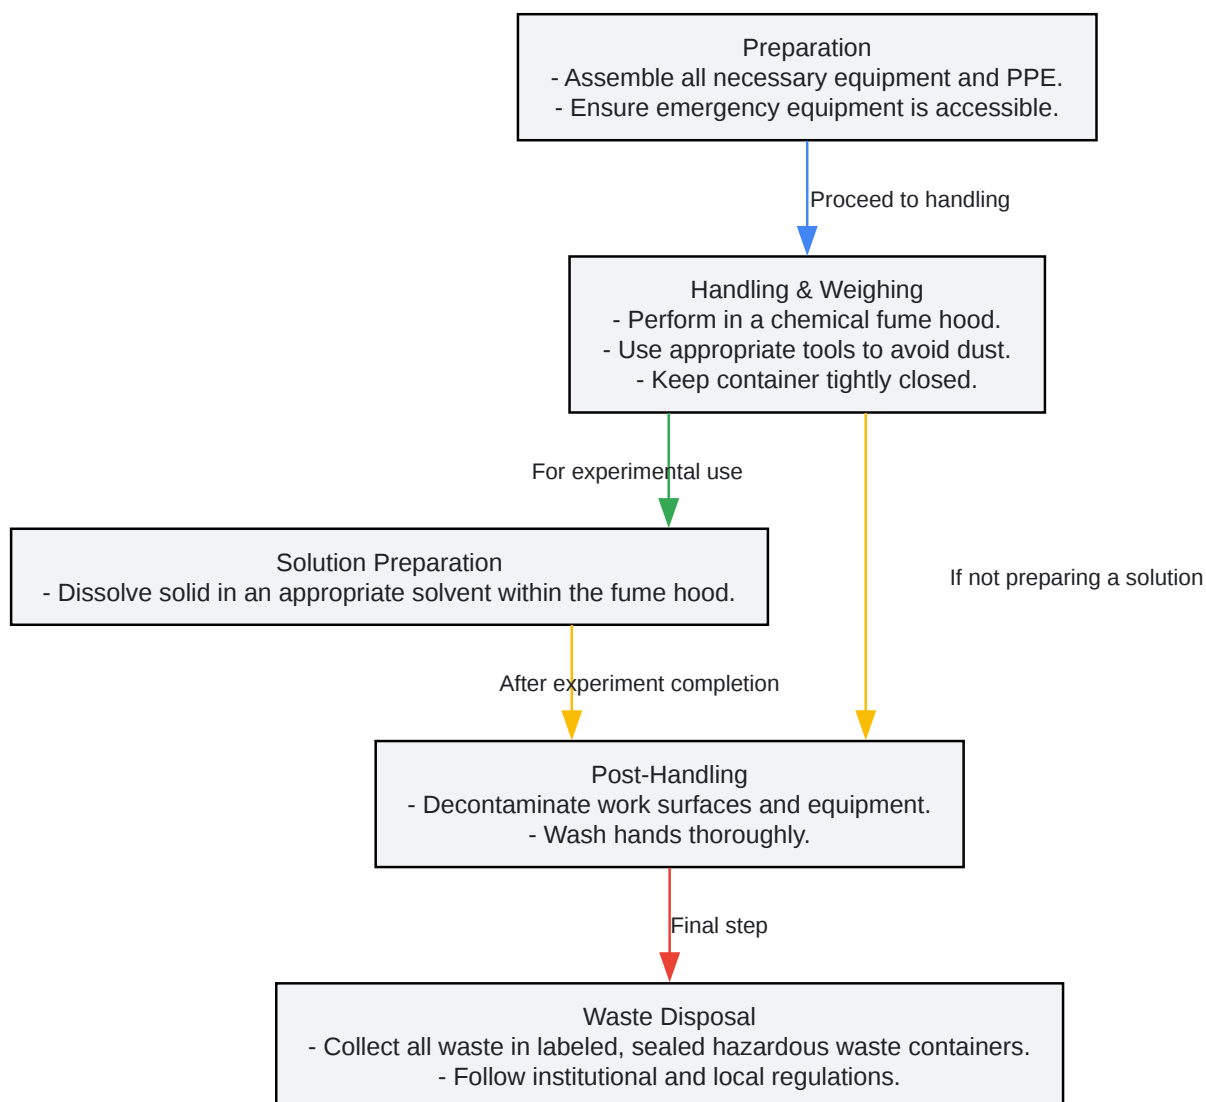 Preparation
- Assemble all necessary equipment and PPE.
- Ensure emergency equipment is accessible.
Proceed to handling
Handling & Weighing
- Perform in a chemical fume hood.
- Use appropriate tools to avoid dust.
- Keep container tightly closed.
For experimental use
Solution Preparation
- Dissolve solid in an appropriate solvent within the fume hood.
If not preparing a solution
After experiment completion
Post-Handling
- Decontaminate work surfaces and equipment.
- Wash hands thoroughly.
Final step
Waste Disposal
- Collect all waste in labeled, sealed hazardous waste containers.
- Follow institutional and local regulations.